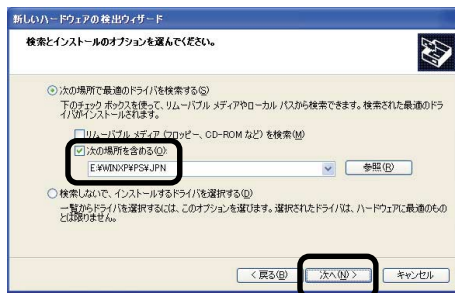 新しいハードウェアの検出ウィザード
検索とインストールのオプションを選んでください。
次の場所で最適のドライバを検索する(S)
下のチェック ボックスを使って、リムーバブル メディアやローカル パスから検索できます。検索された最適のドラ
イバがインストールされます。
リムーバブル メディア (フロッピー、CD-ROM など) を検索(M)
次の場所を含める(O):
E:¥WINXP¥PS¥JPN
参照(R)
検索しないで、インストールするドライバを選択する(D)
一覧からドライバを選択するには、このオプションを選びます。選択されたドライバは、ハードウェアに最適のもの
とは限りません。
< 戻る(B)
次へ(N) >
キャンセル